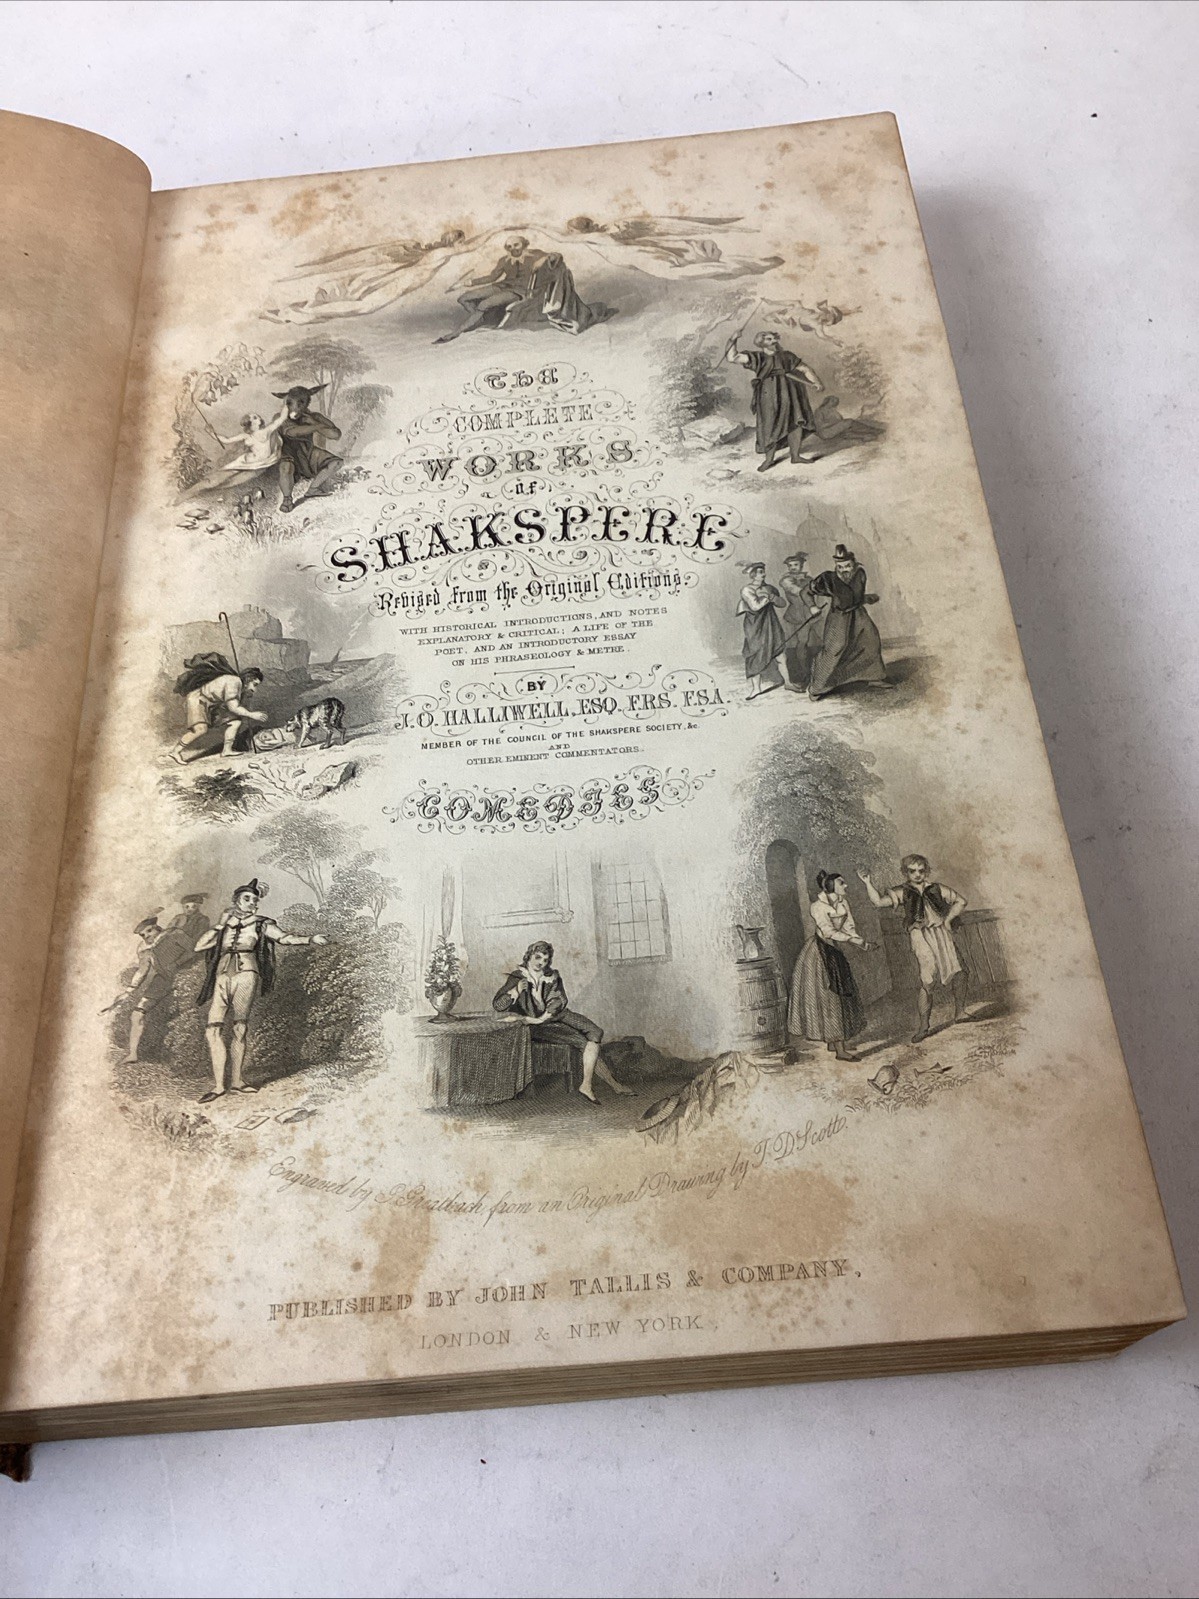 THE
COMPLETE
WORKS
OF
SHAKSPERE
Revised from the Original Editions.
WITH HISTORICAL INTRODUCTIONS, AND NOTES
EXPLANATORY & CRITICAL; A LIFE OF THE
POET, AND AN INTRODUCTORY ESSAY
ON HIS PHRASEOLOGY & METRE.
BY
J. O. HALLIWELL, ESQ. F.R.S. F.S.A.
MEMBER OF THE COUNCIL OF THE SHAKSPERE SOCIETY, &c.
AND
OTHER EMINENT COMMENTATORS.
COMEDIES
Engraved by G. Greatbach from an Original Drawing by T. D. Scott.
PUBLISHED BY JOHN TALLIS & COMPANY,
LONDON & NEW YORK.